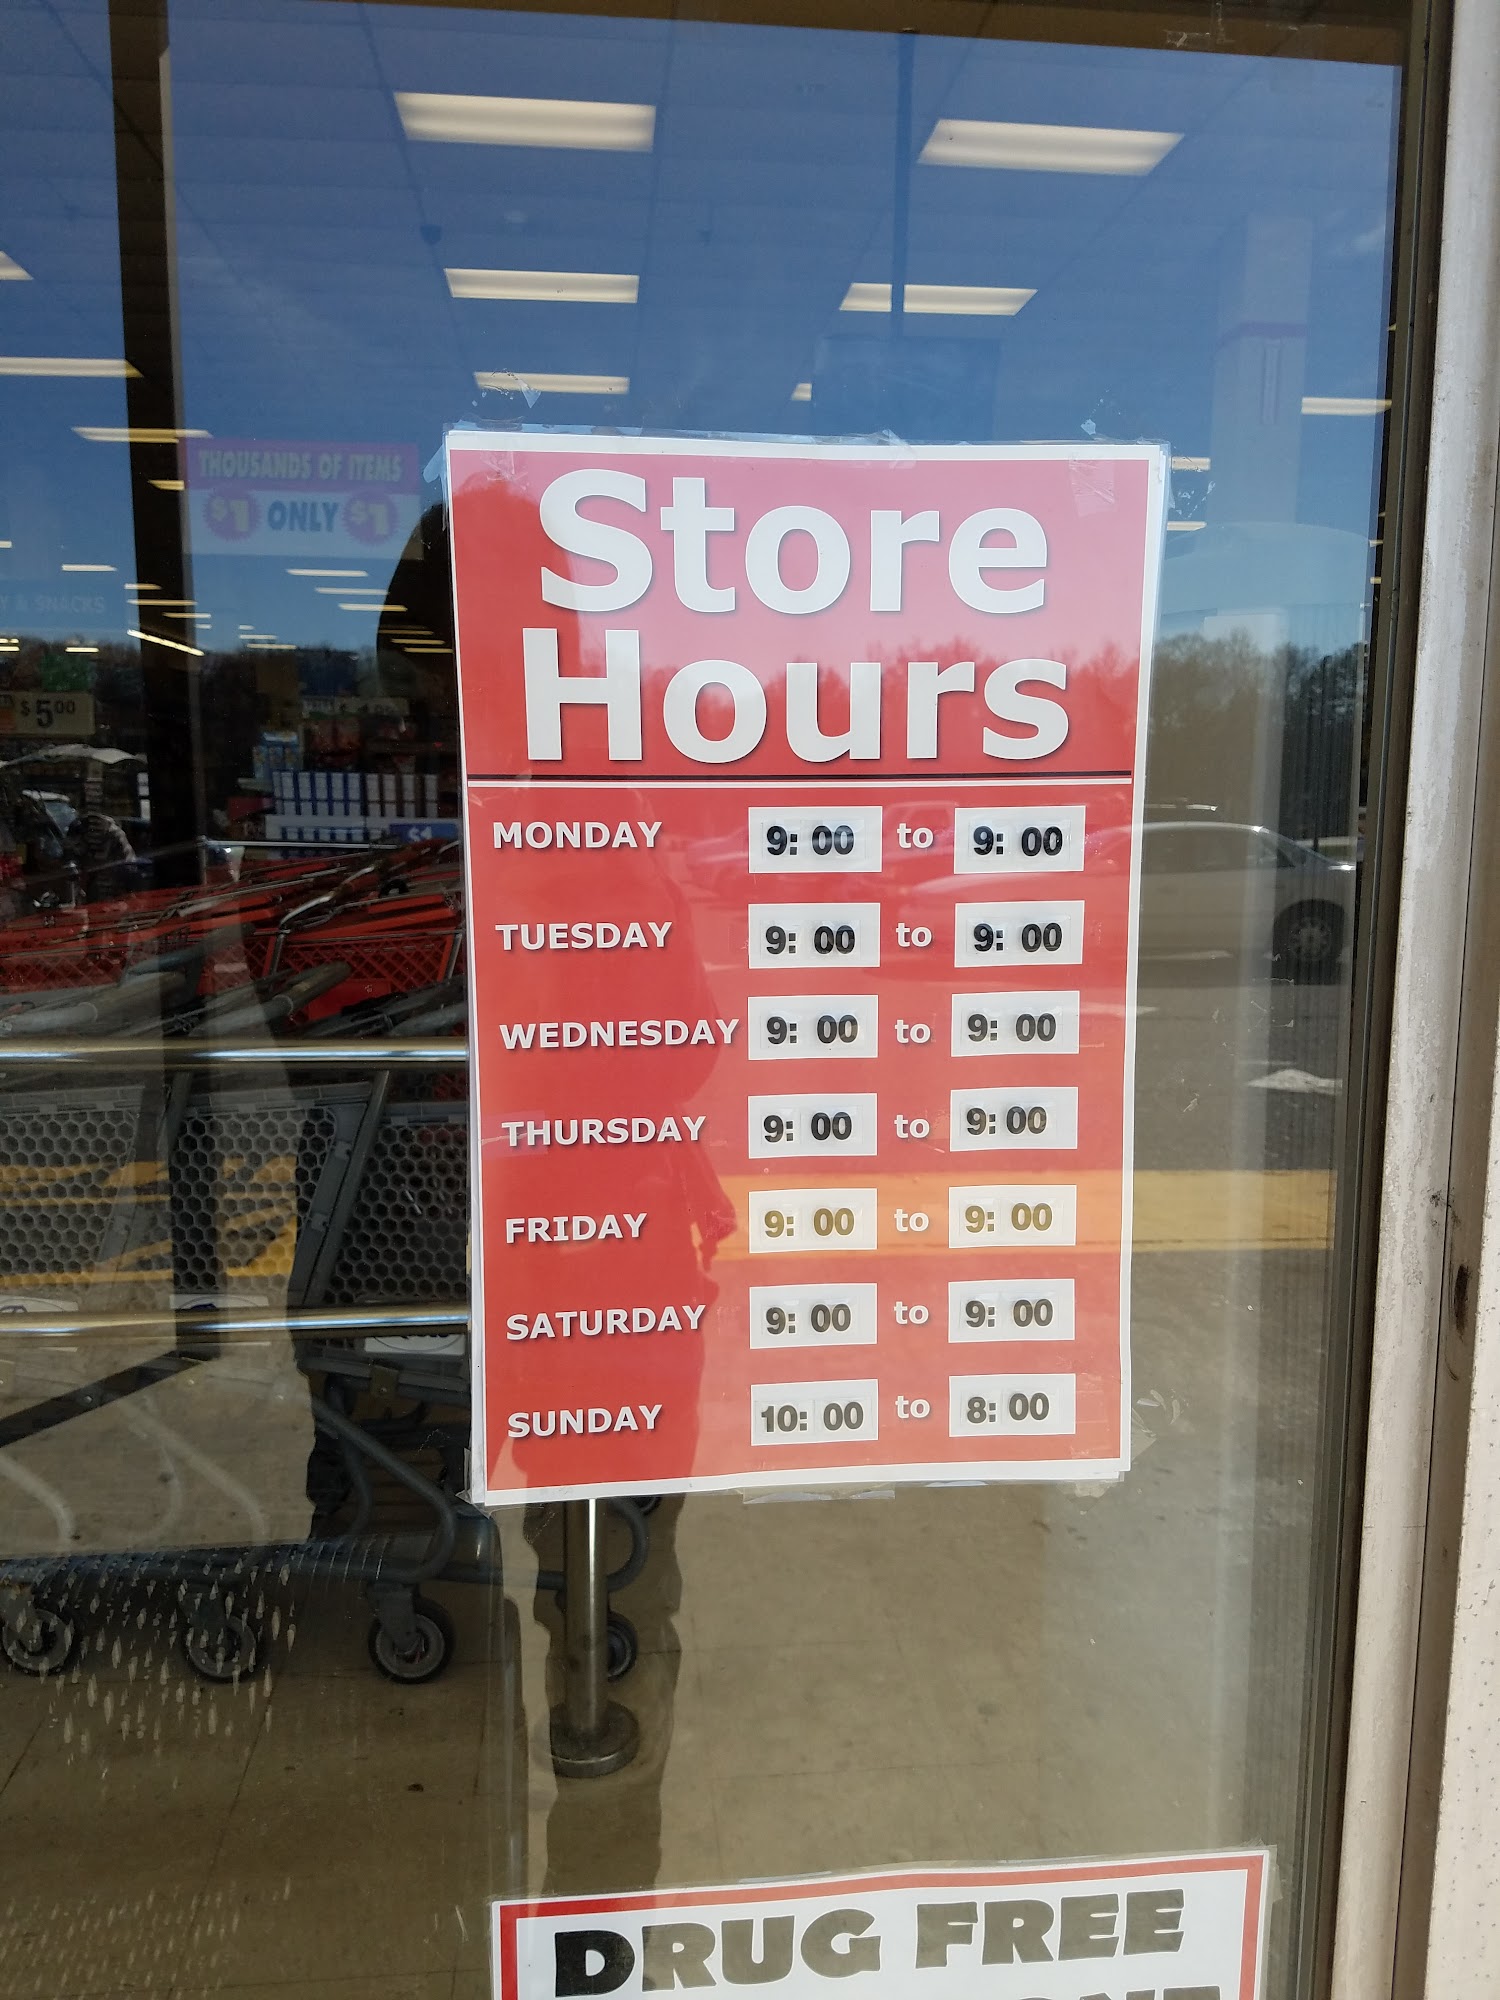 THOUSANDS OF ITEMS
$1 ONLY $1
& SNACKS
$5.00
Store
Hours
MONDAY 9:00 to 9:00
TUESDAY 9:00 to 9:00
WEDNESDAY 9:00 to 9:00
THURSDAY 9:00 to 9:00
FRIDAY 9:00 to 9:00
SATURDAY 9:00 to 9:00
SUNDAY 10:00 to 8:00
$1
DRUG FREE